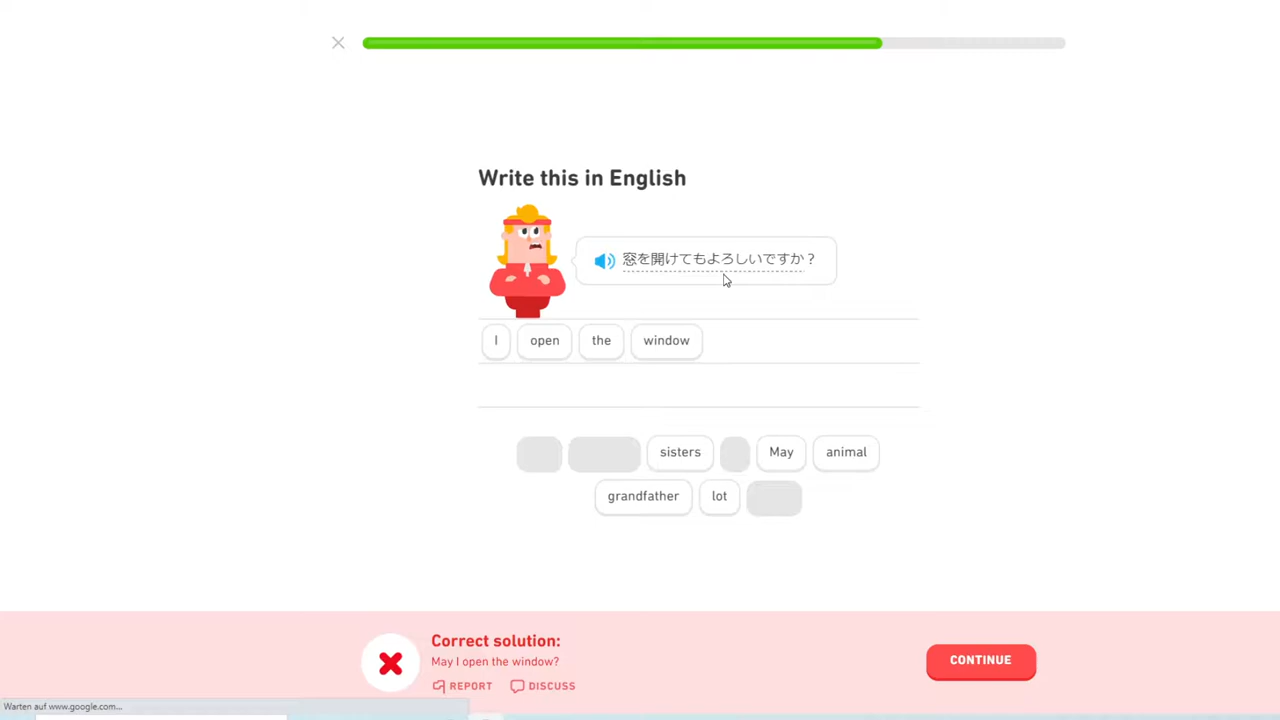 Write this in English
窓を開けてもよろしいですか？
I open the window
sisters May animal
grandfather lot
Correct solution:
May I open the window?
REPORT DISCUSS
CONTINUE
Warten auf www.google.com...